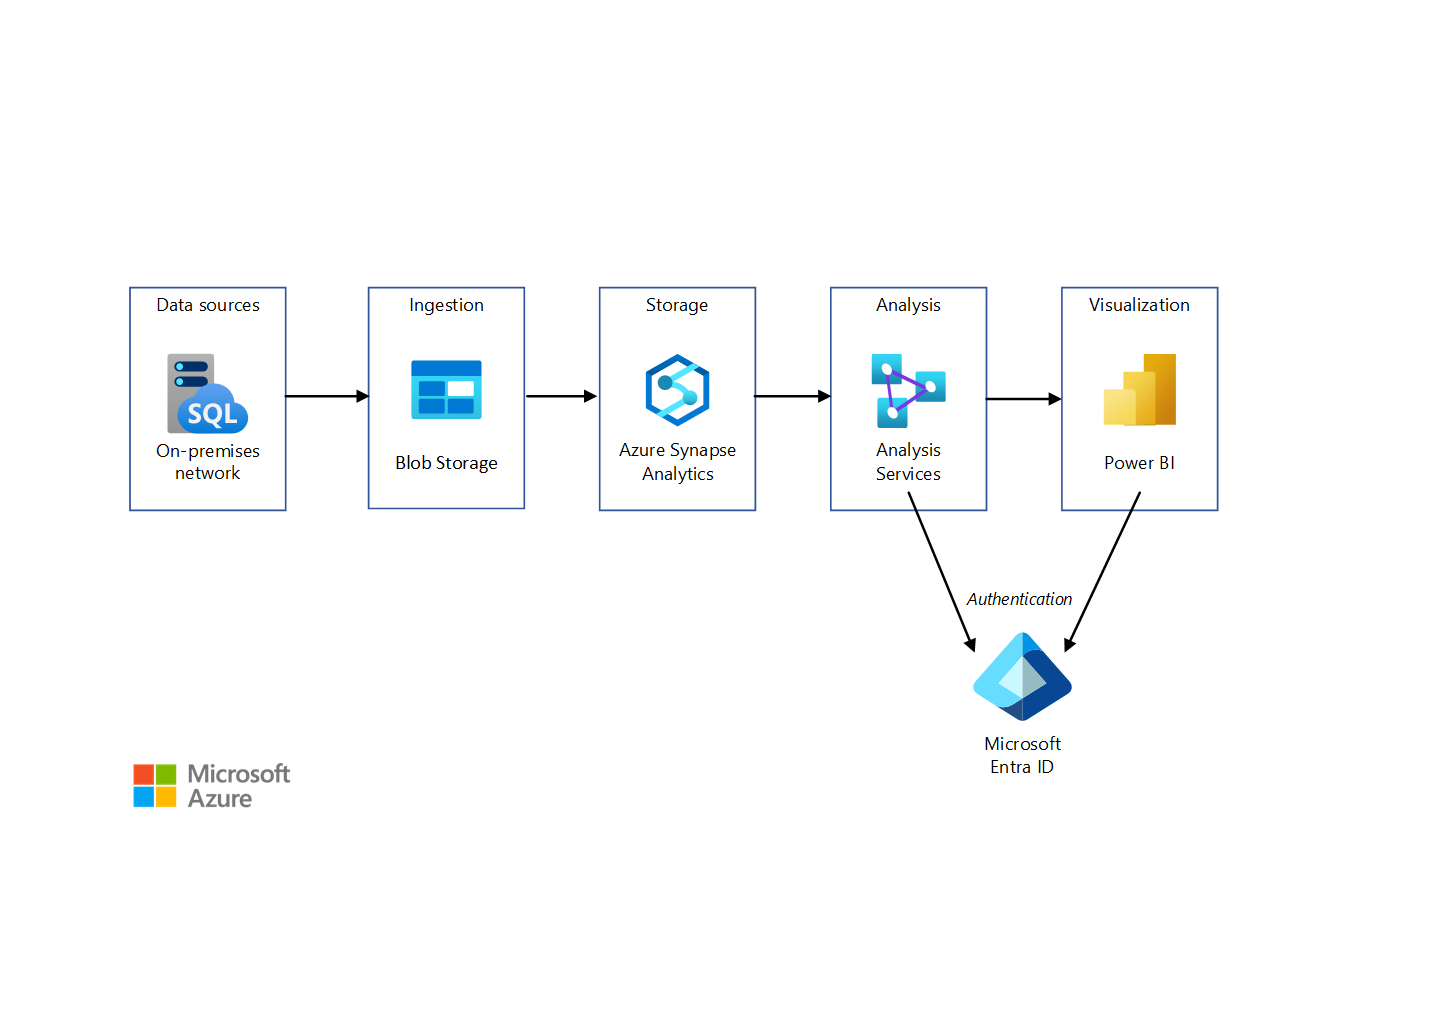 Data sources
SQL
On-premises
network
Ingestion
Blob Storage
Storage
Azure Synapse
Analytics
Analysis
Analysis
Services
Visualization
Power BI
Authentication
Microsoft
Entra ID
Microsoft
Azure